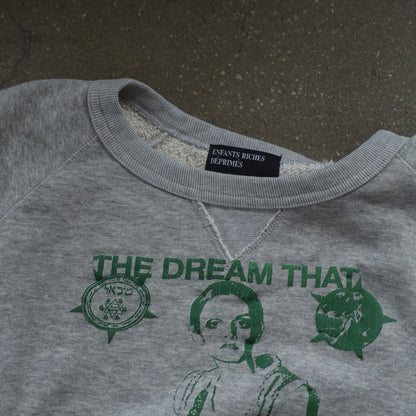 ENFANTS RICHES
DÉPRIMÉS
THE DREAM THAT